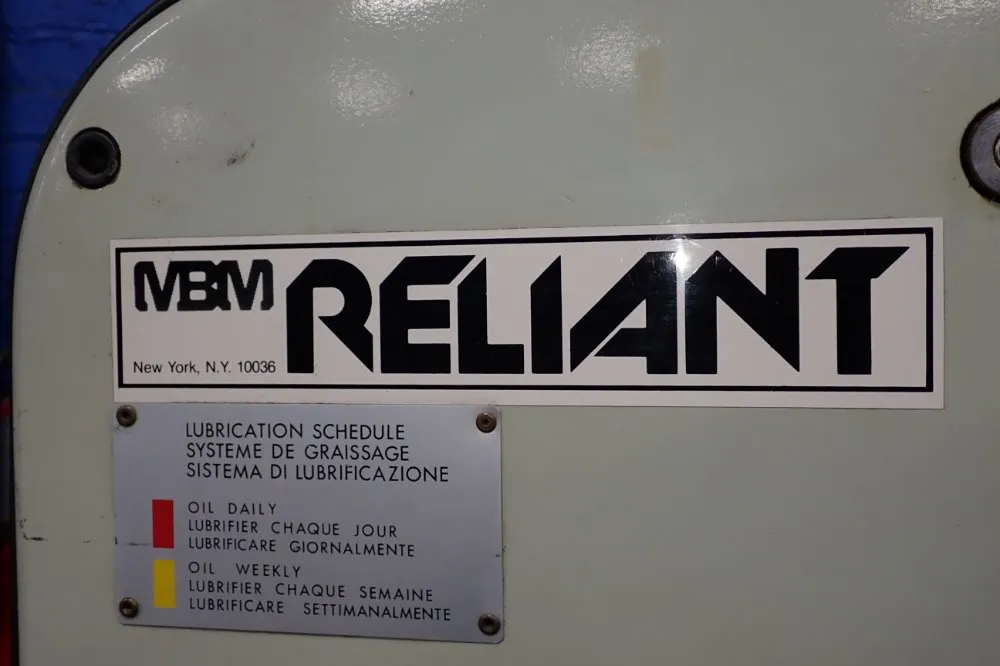 MBM RELIANT
New York, N.Y. 10036
LUBRICATION SCHEDULE
SYSTEME DE GRAISSAGE
SISTEMA DI LUBRIFICAZIONE
OIL DAILY
LUBRIFIER CHAQUE JOUR
LUBRIFICARE GIORNALMENTE
OIL WEEKLY
LUBRIFIER CHAQUE SEMAINE
LUBRIFICARE SETTIMANALMENTE